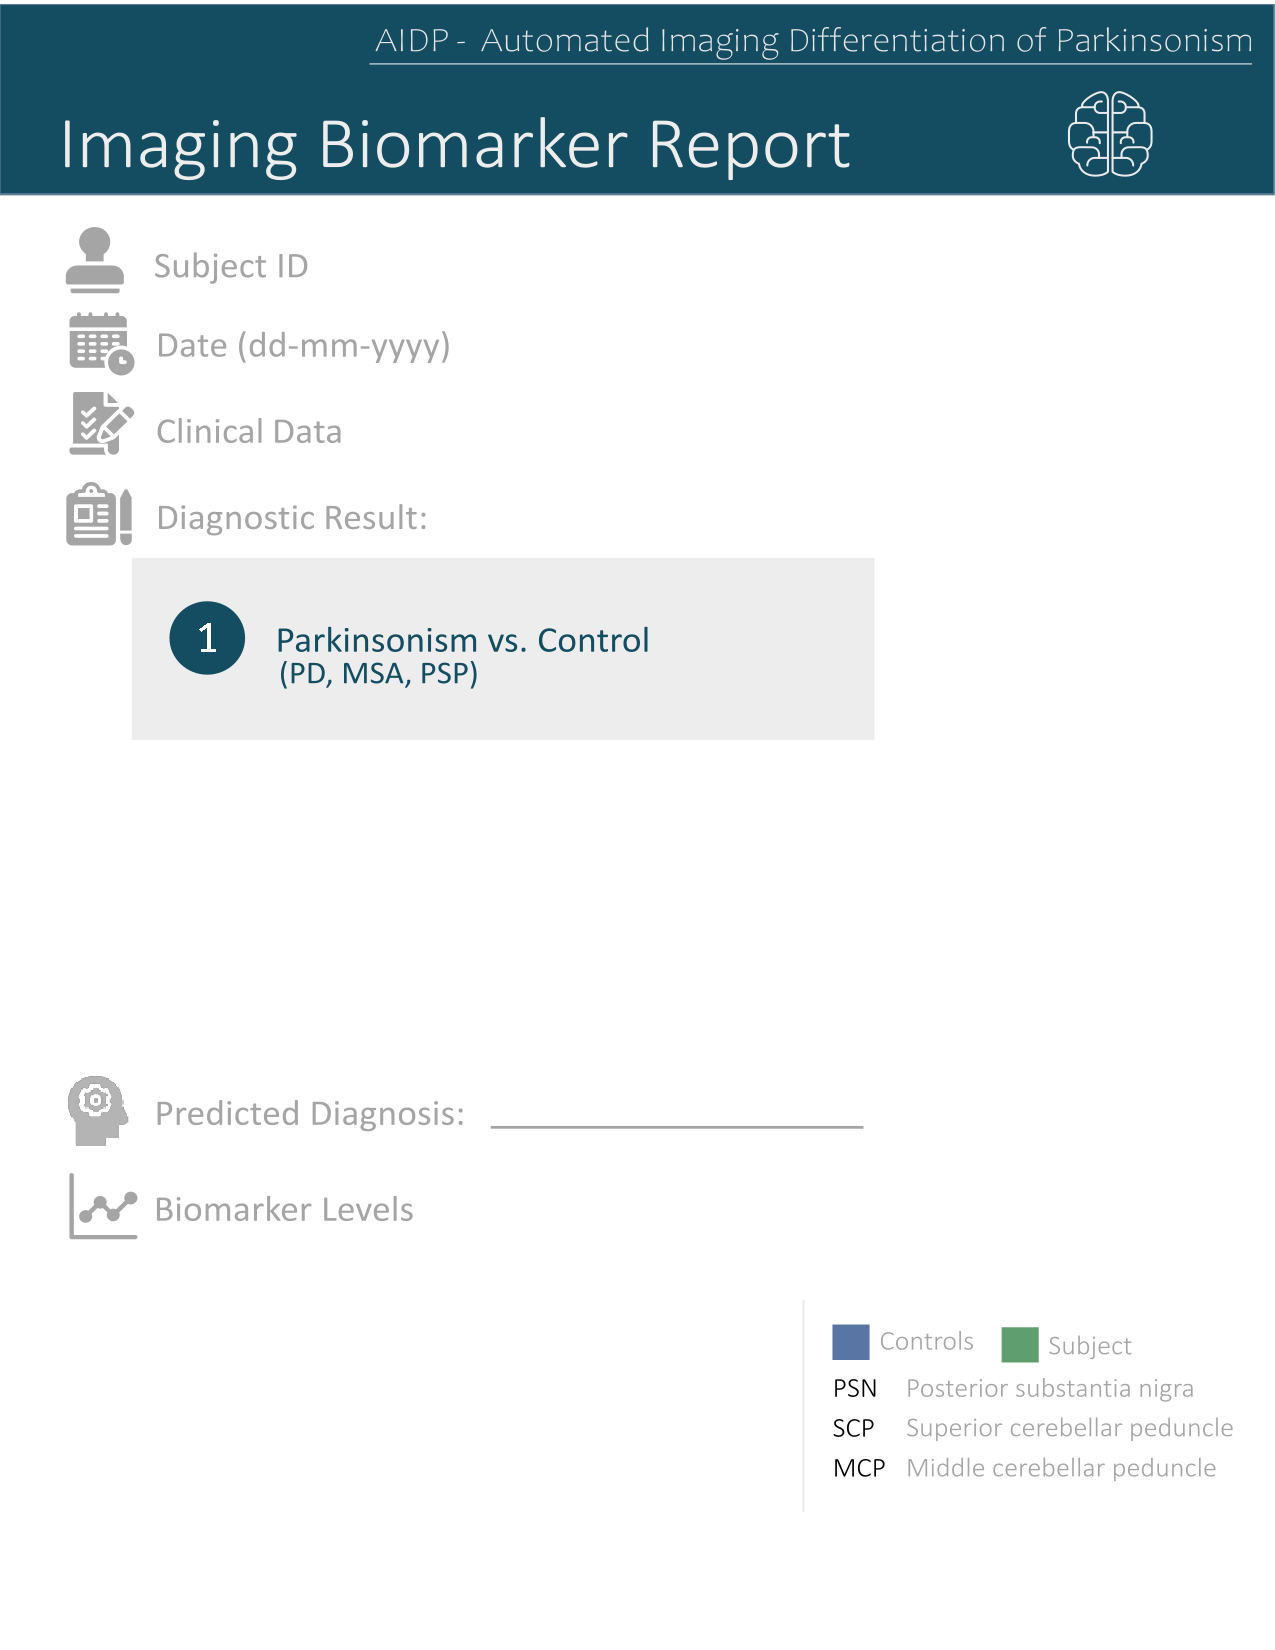 AIDP - Automated Imaging Differentiation of Parkinsonism
Imaging Biomarker Report
Subject ID
Date (dd-mm-yyyy)
Clinical Data
Diagnostic Result:
1 Parkinsonism vs. Control
(PD, MSA, PSP)
Predicted Diagnosis:
Biomarker Levels
Controls Subject
PSN Posterior substantia nigra
SCP Superior cerebellar peduncle
MCP Middle cerebellar peduncle